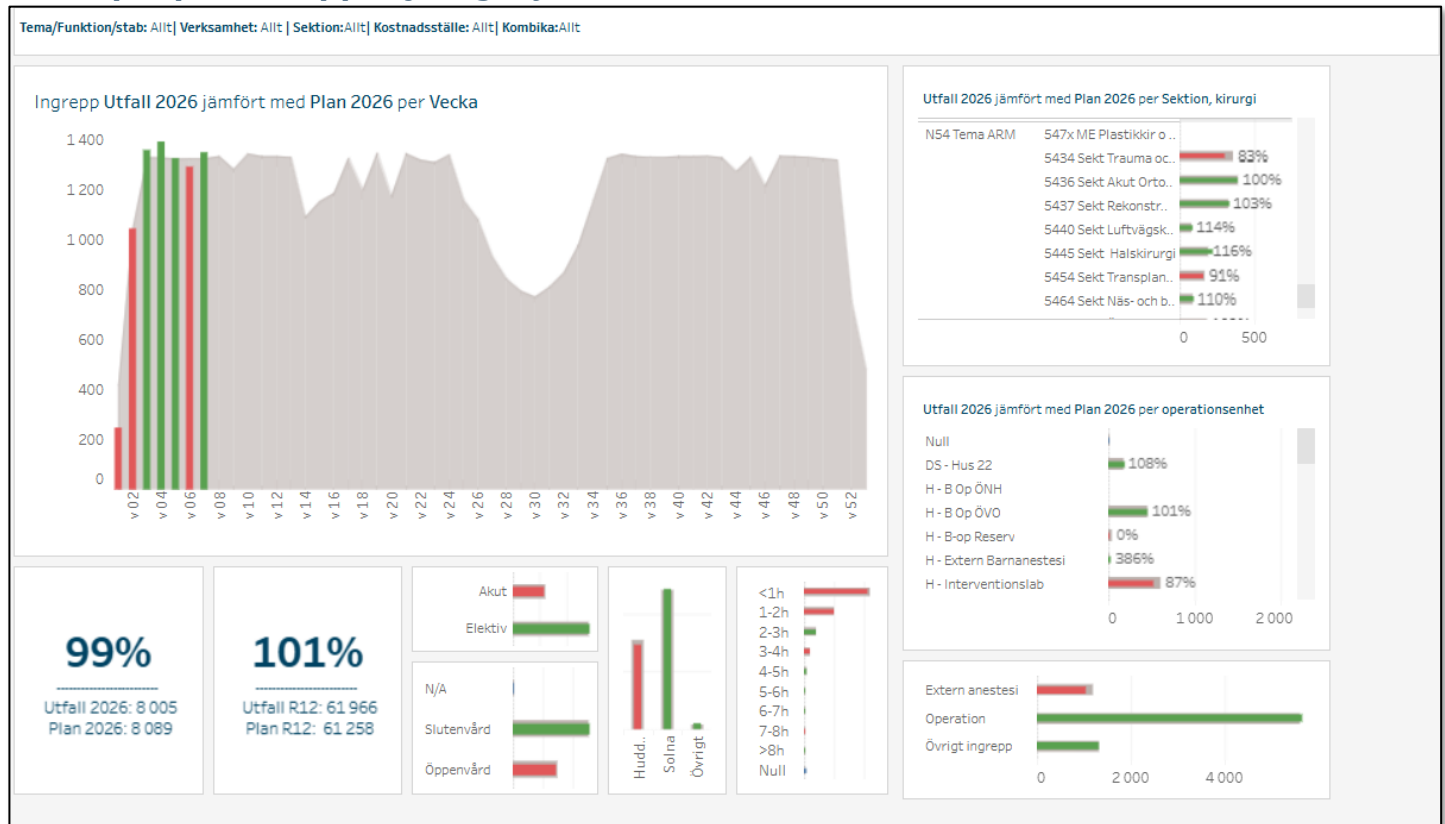 Tema/Funktion/stab: Allt| Verksamhet: Allt | Sektion:Allt| Kostnadsställe: Allt| Kombika:Allt
Ingrepp Utfall 2026 jämfört med Plan 2026 per Vecka
1 400
1 200
1 000
800
600
400
200
0
v 02
v 04
v 06
v 08
v 10
v 12
v 14
v 16
v 18
v 20
v 22
v 24
v 26
v 28
v 30
v 32
v 34
v 36
v 38
v 40
v 42
v 44
v 46
v 48
v 50
v 52
Utfall 2026 jämfört med Plan 2026 per Sektion, kirurgi
N54 Tema ARM
547x ME Plastikkir o ..
5434 Sekt Trauma oc.. 83%
5436 Sekt Akut Orto.. 100%
5437 Sekt Rekonstr.. 103%
5440 Sekt Luftvägsk.. 114%
5445 Sekt Halskirurgi 116%
5454 Sekt Transplan.. 91%
5464 Sekt Näs- och b.. 110%
0 500
Utfall 2026 jämfört med Plan 2026 per operationsenhet
Null
DS - Hus 22 108%
H - B Op ÖNH
H - B Op ÖVO 101%
H - B-op Reserv 0%
H - Extern Barnanestesi 386%
H - Interventionslab 87%
0 1 000 2 000
99%
-------------------------
Utfall 2026: 8 005
Plan 2026: 8 089
101%
-------------------------
Utfall R12: 61 966
Plan R12: 61 258
Akut
Elektiv
N/A
Slutenvård
Öppenvård
Hudd..
Solna
Övrigt
<1h
1-2h
2-3h
3-4h
4-5h
5-6h
6-7h
7-8h
>8h
Null
Extern anestesi
Operation
Övrigt ingrepp
0 2 000 4 000